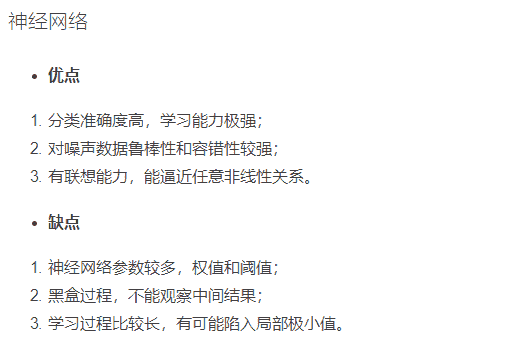 神经网络
• 优点
1. 分类准确度高，学习能力极强；
2. 对噪声数据鲁棒性和容错性较强；
3. 有联想能力，能逼近任意非线性关系。
• 缺点
1. 神经网络参数较多，权值和阈值；
2. 黑盒过程，不能观察中间结果；
3. 学习过程比较长，有可能陷入局部极小值。